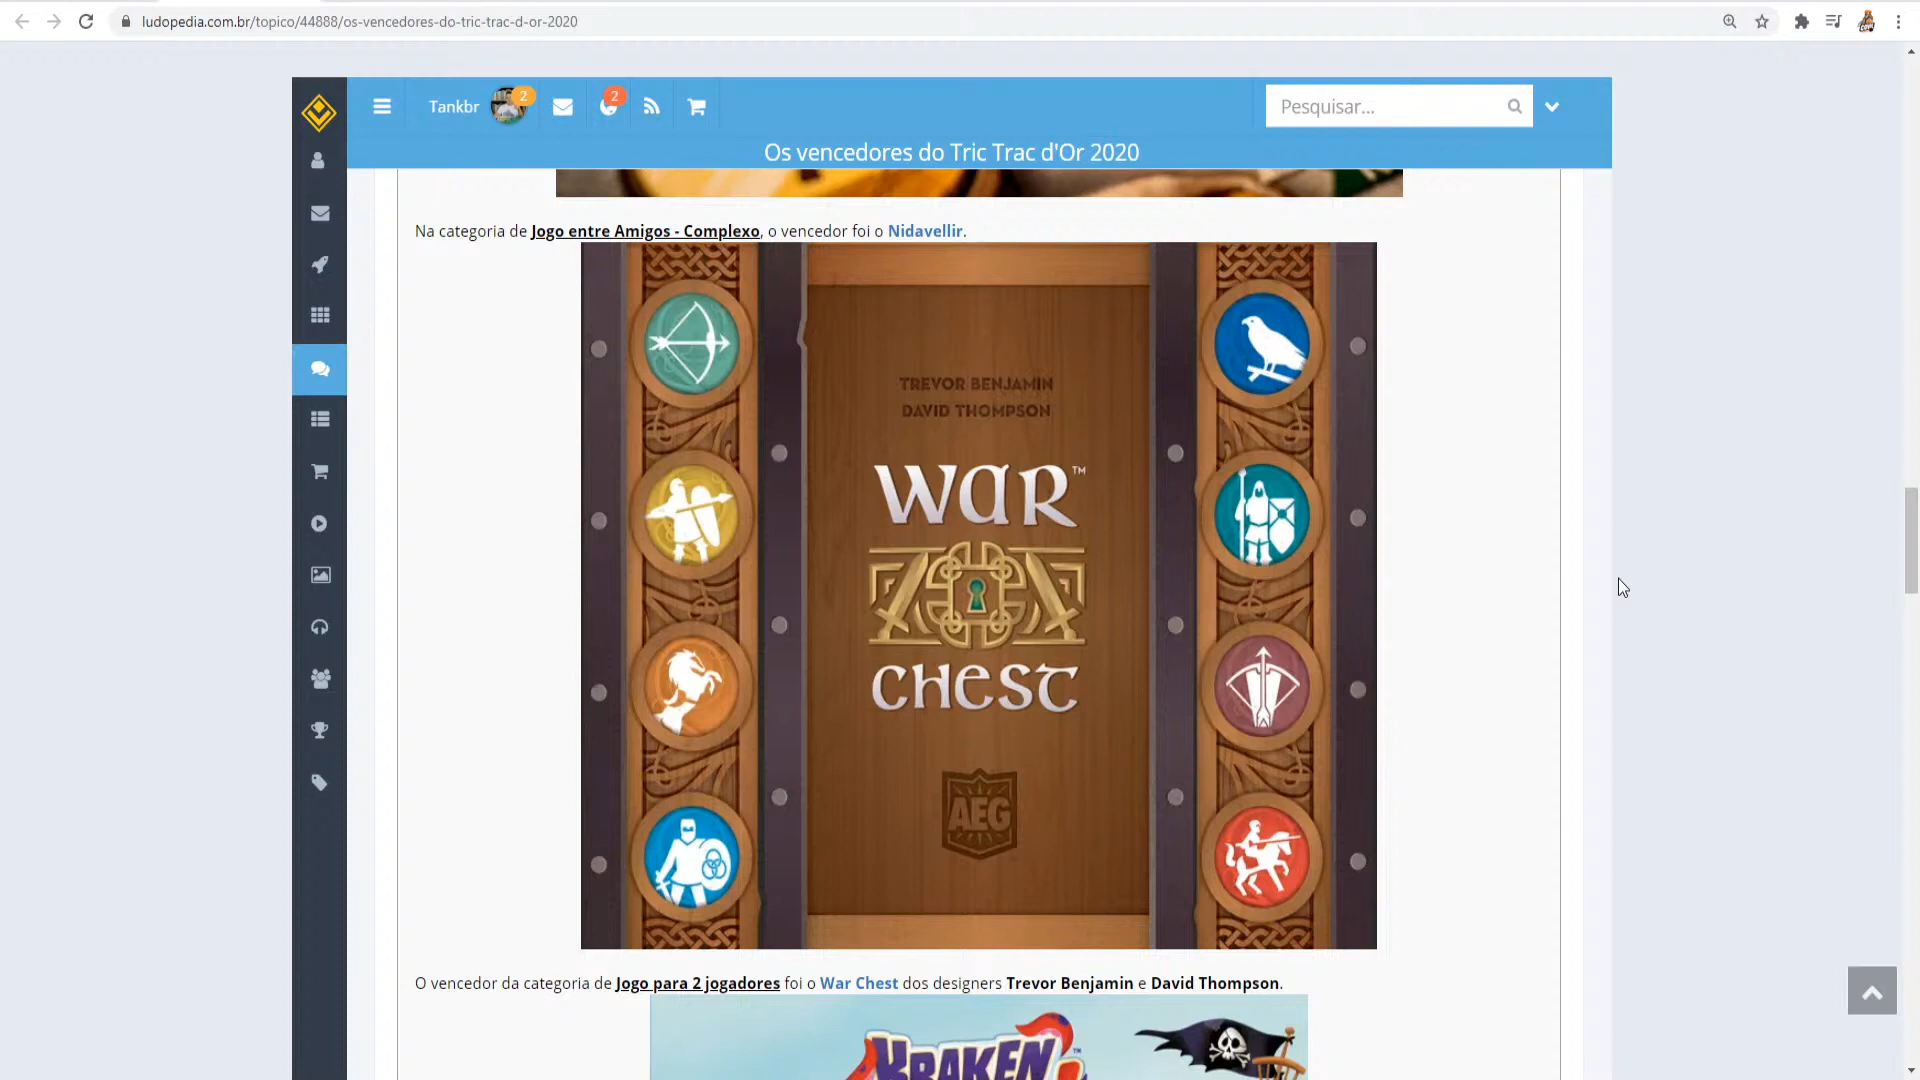 ludopedia.com.br/topico/44888/os-vencedores-do-tric-trac-d-or-2020
Tankbr
2
2
Pesquisar...
Os vencedores do Tric Trac d'Or 2020
Na categoria de Jogo entre Amigos - Complexo, o vencedor foi o Nidavellir.
TREVOR BENJAMIN
DAVID THOMPSON
WAR™
CHEST
AEG
O vencedor da categoria de Jogo para 2 jogadores foi o War Chest dos designers Trevor Benjamin e David Thompson.
KRAKEN™